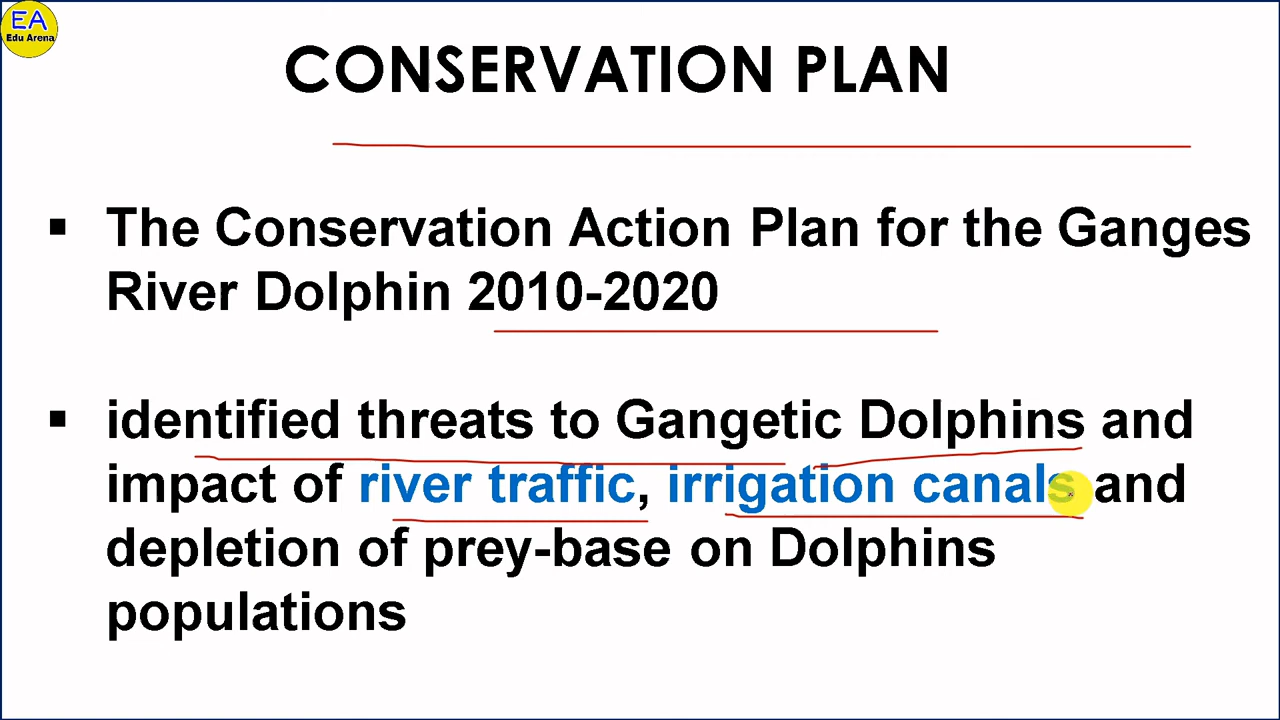 EA
Edu Arena
CONSERVATION PLAN
▪ The Conservation Action Plan for the Ganges
River Dolphin 2010-2020
▪ identified threats to Gangetic Dolphins and
impact of river traffic, irrigation canals and
depletion of prey-base on Dolphins
populations